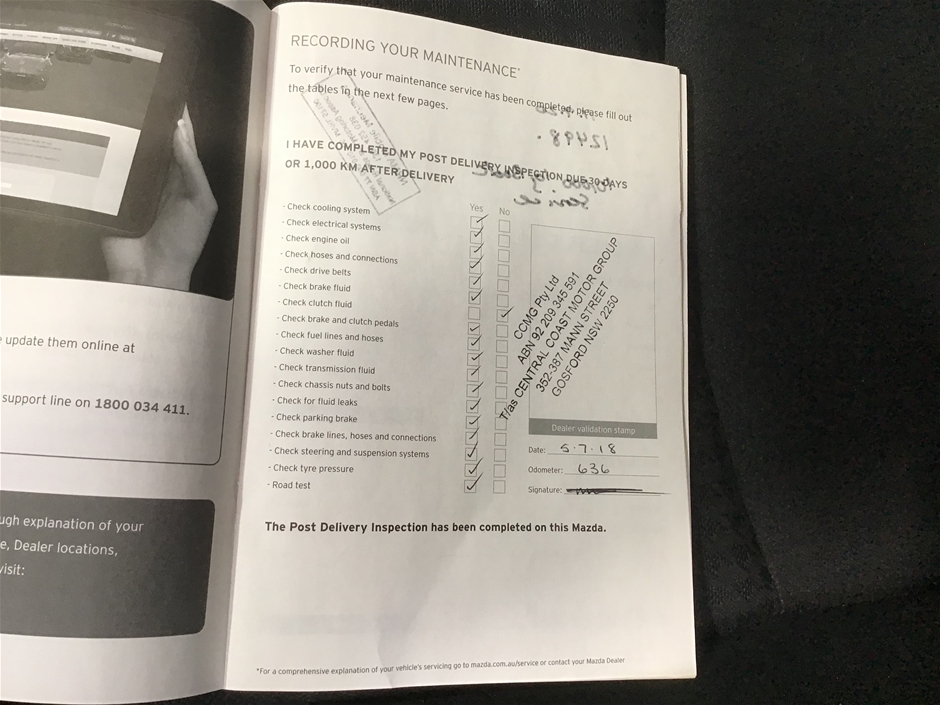 RECORDING YOUR MAINTENANCE*
To verify that your maintenance service has been completed, please fill out
the tables in the next few pages.
I HAVE COMPLETED MY POST DELIVERY INSPECTION DUE 30 DAYS
OR 1,000 KM AFTER DELIVERY
Yes No
- Check cooling system
- Check electrical systems
- Check engine oil
- Check hoses and connections
- Check drive belts
- Check brake fluid
- Check clutch fluid
- Check brake and clutch pedals
- Check fuel lines and hoses
- Check washer fluid
- Check transmission fluid
- Check chassis nuts and bolts
- Check for fluid leaks
- Check parking brake
- Check brake lines, hoses and connections
- Check steering and suspension systems
- Check tyre pressure
- Road test
CCMG Pty Ltd
ABN 92 209 345 591
T/as CENTRAL COAST MOTOR GROUP
352-387 MANN STREET
GOSFORD NSW 2250
Dealer validation stamp
Date: 5.7.18
Odometer: 636
Signature:
The Post Delivery Inspection has been completed on this Mazda.
*For a comprehensive explanation of your vehicle's servicing go to mazda.com.au/service or contact your Mazda Dealer
update them online at
support line on 1800 034 411.
explanation of your
Dealer locations,
visit: